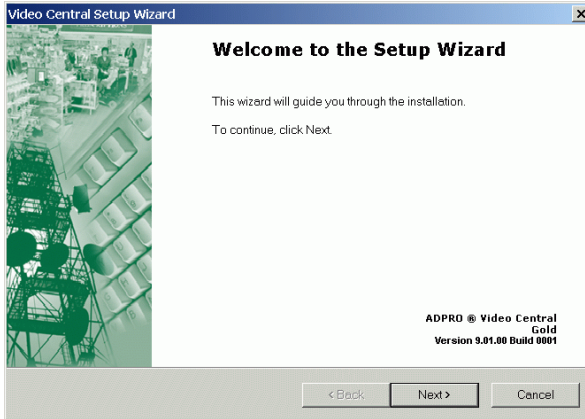 Video Central Setup Wizard
Welcome to the Setup Wizard
This wizard will guide you through the installation.
To continue, click Next.
ADPRO ® Video Central
Gold
Version 9.01.00 Build 0001
< Back Next > Cancel